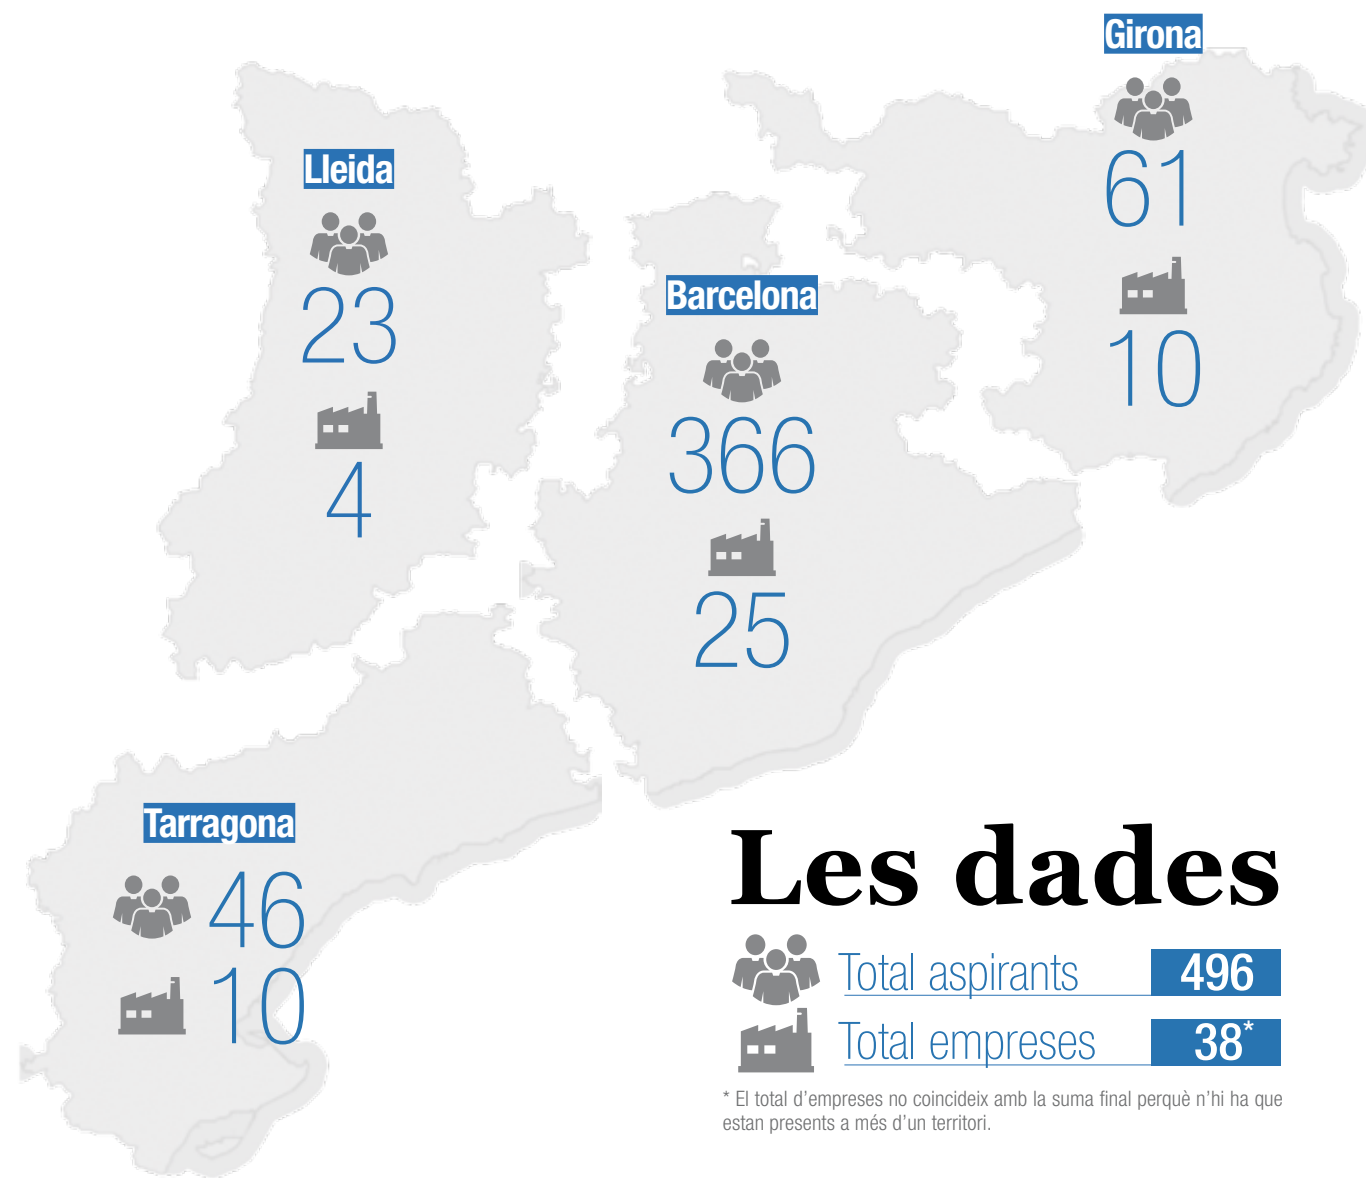 Girona
61
10
Lleida
23
4
Barcelona
366
25
Tarragona
46
10
Les dades
Total aspirants 496
Total empreses 38*
* El total d'empreses no coincideix amb la suma final perquè n'hi ha que
estan presents a més d'un territori.